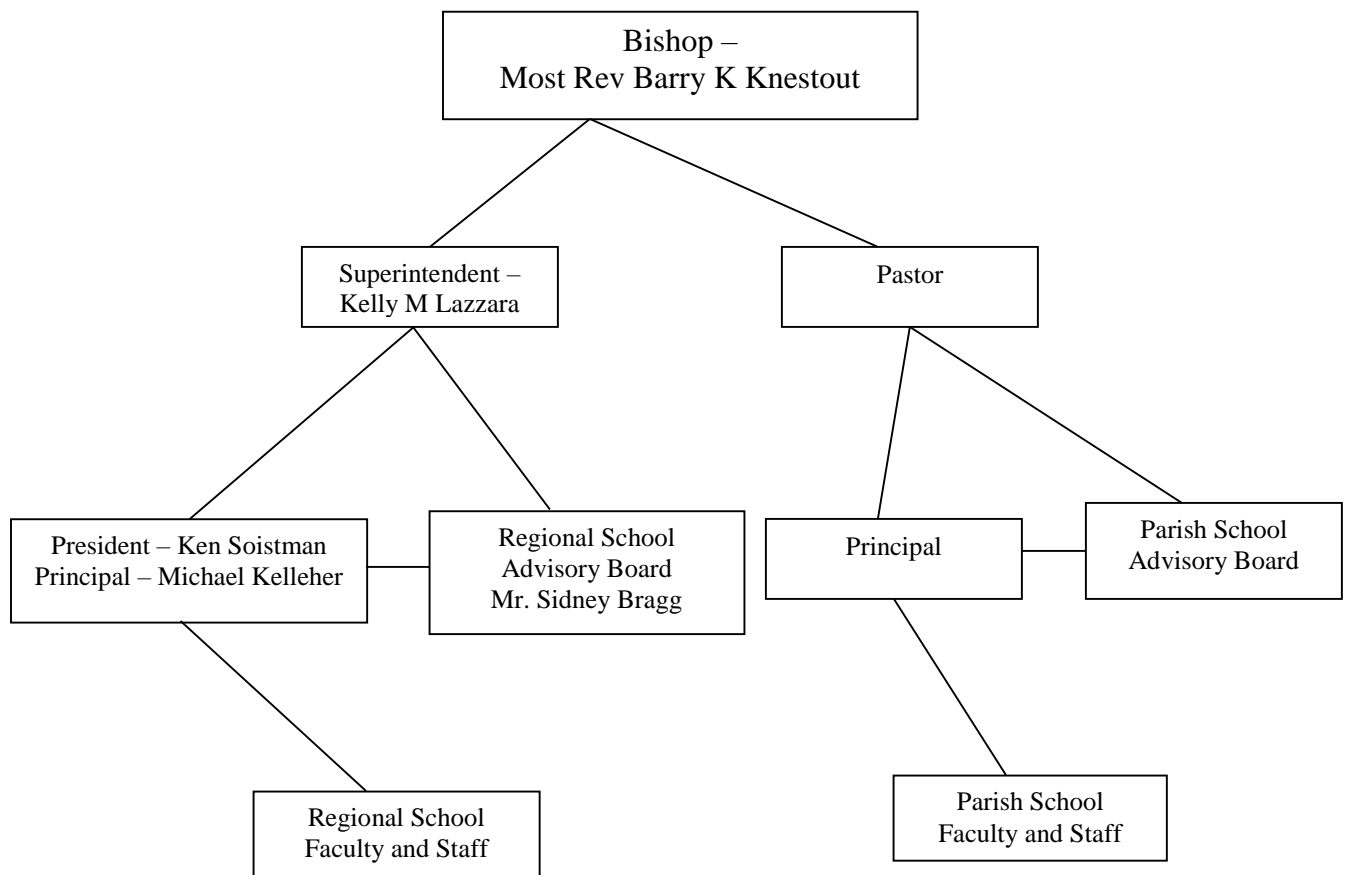 Bishop –
Most Rev Barry K Knestout
Superintendent –
Kelly M Lazzara
Pastor
President – Ken Soistman
Principal – Michael Kelleher
Regional School
Advisory Board
Mr. Sidney Bragg
Principal
Parish School
Advisory Board
Regional School
Faculty and Staff
Parish School
Faculty and Staff